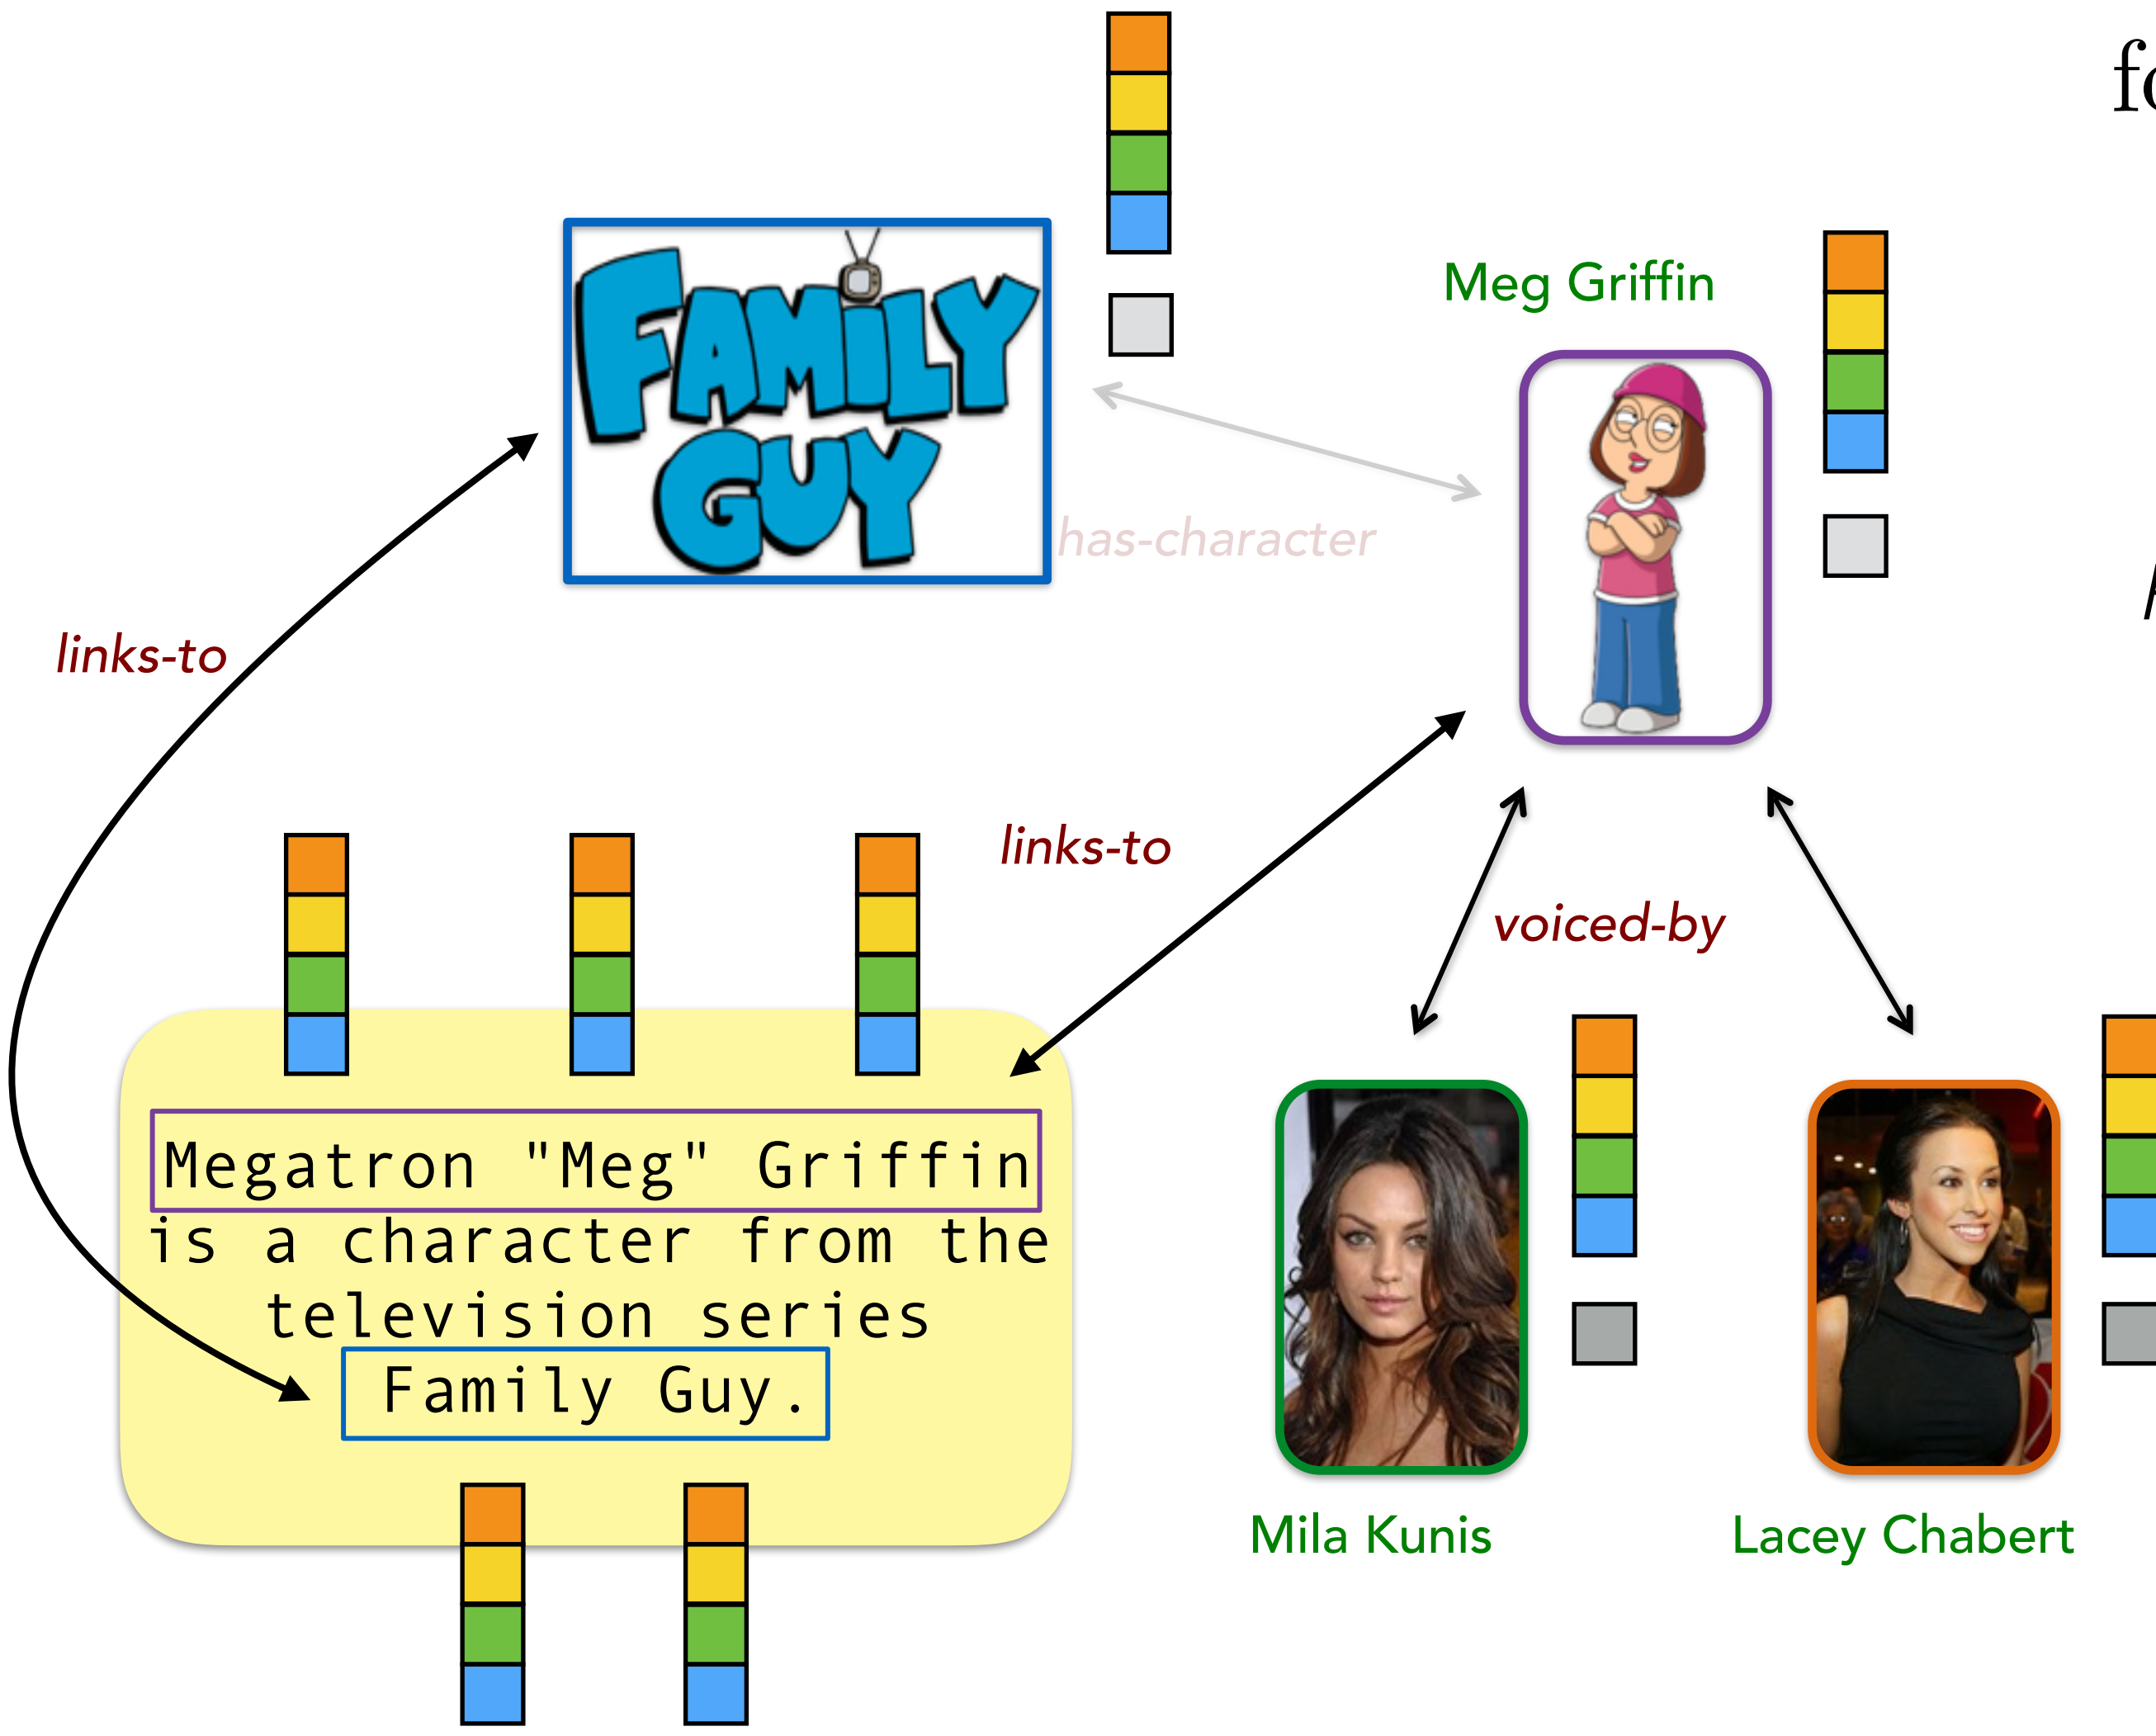 FAMILY
GUY
Meg Griffin
has-character
links-to
links-to
voiced-by
Megatron "Meg" Griffin
is a character from the
television series
Family Guy.
Mila Kunis
Lacey Chabert